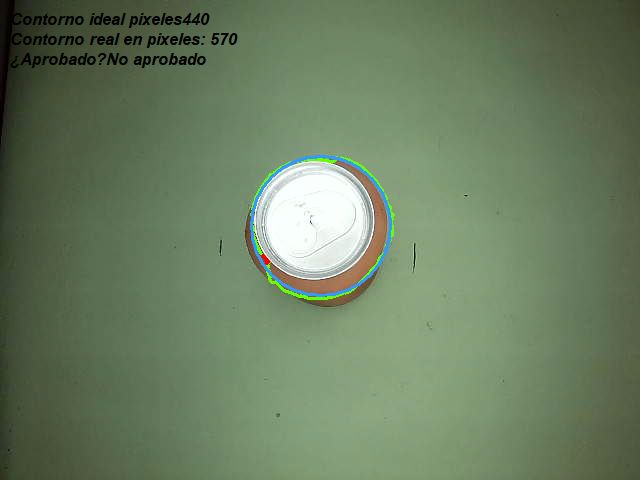 Contorno ideal pixeles440
Contorno real en pixeles: 570
¿Aprobado?No aprobado